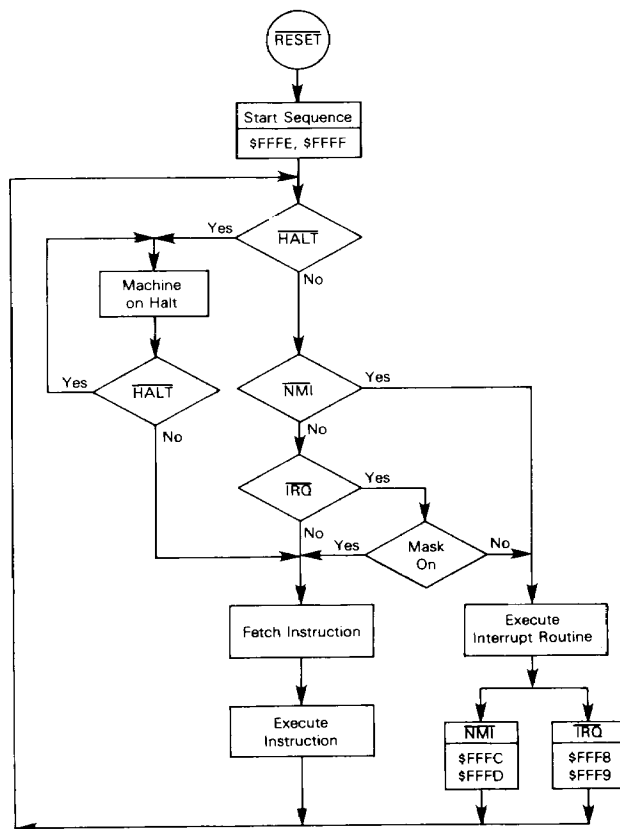 RESET
Start Sequence
$FFFE, $FFFF
Yes
HALT
No
Machine
on Halt
Yes
HALT
No
NMI
Yes
No
IRQ
Yes
No
Yes
Mask
On
No
Fetch Instruction
Execute
Interrupt Routine
Execute
Instruction
NMI
$FFFC
$FFFD
IRQ
$FFF8
$FFF9